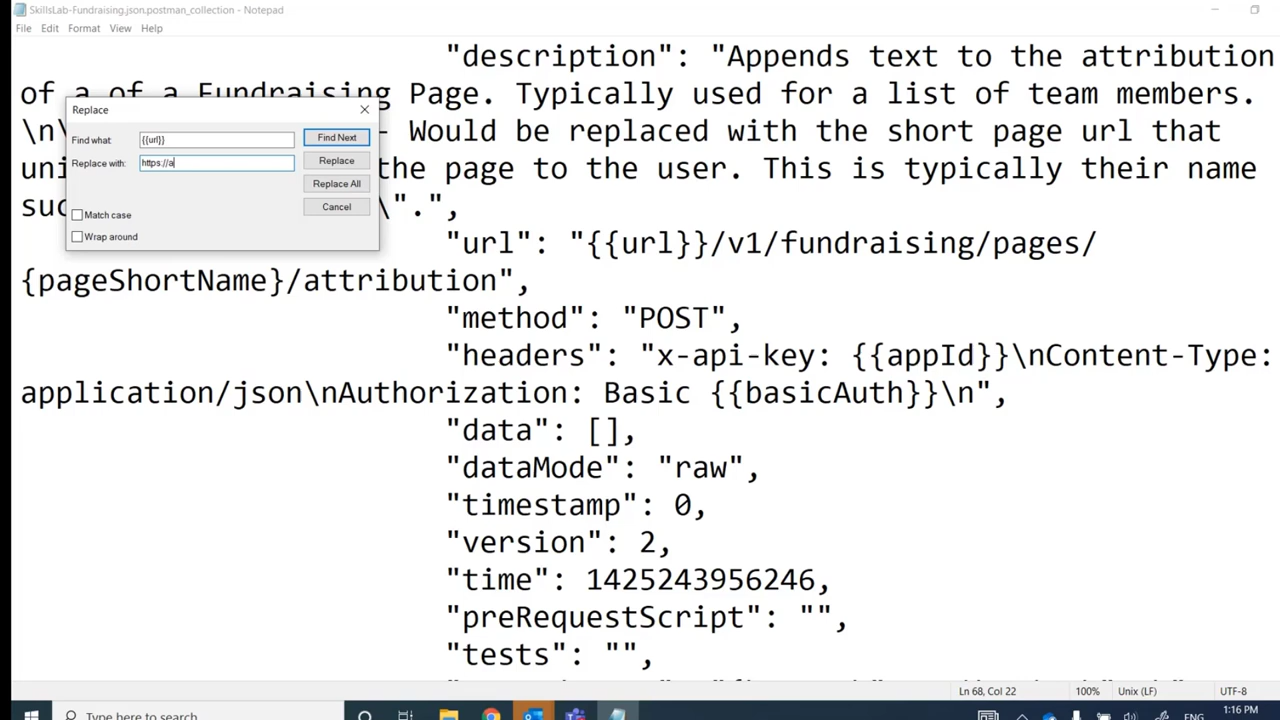 SkillsLab-Fundraising.json.postman_collection - Notepad
File Edit Format View Help
"description": "Appends text to the attribution
of a of a Fundraising Page. Typically used for a list of team members.
Replace
\n\ - Would be replaced with the short page url that
Find what: {{url}} Find Next
Replace with: https://a Replace
uni the page to the user. This is typically their name
Replace All
suc \".",
Cancel
Match case
Wrap around
"url": "{{url}}/v1/fundraising/pages/
{pageShortName}/attribution",
"method": "POST",
"headers": "x-api-key: {{appId}}\nContent-Type:
application/json\nAuthorization: Basic {{basicAuth}}\n",
"data": [],
"dataMode": "raw",
"timestamp": 0,
"version": 2,
"time": 1425243956246,
"preRequestScript": "",
"tests": "",
Ln 68, Col 22 100% Unix (LF) UTF-8
Type here to search ENG 1:16 PM